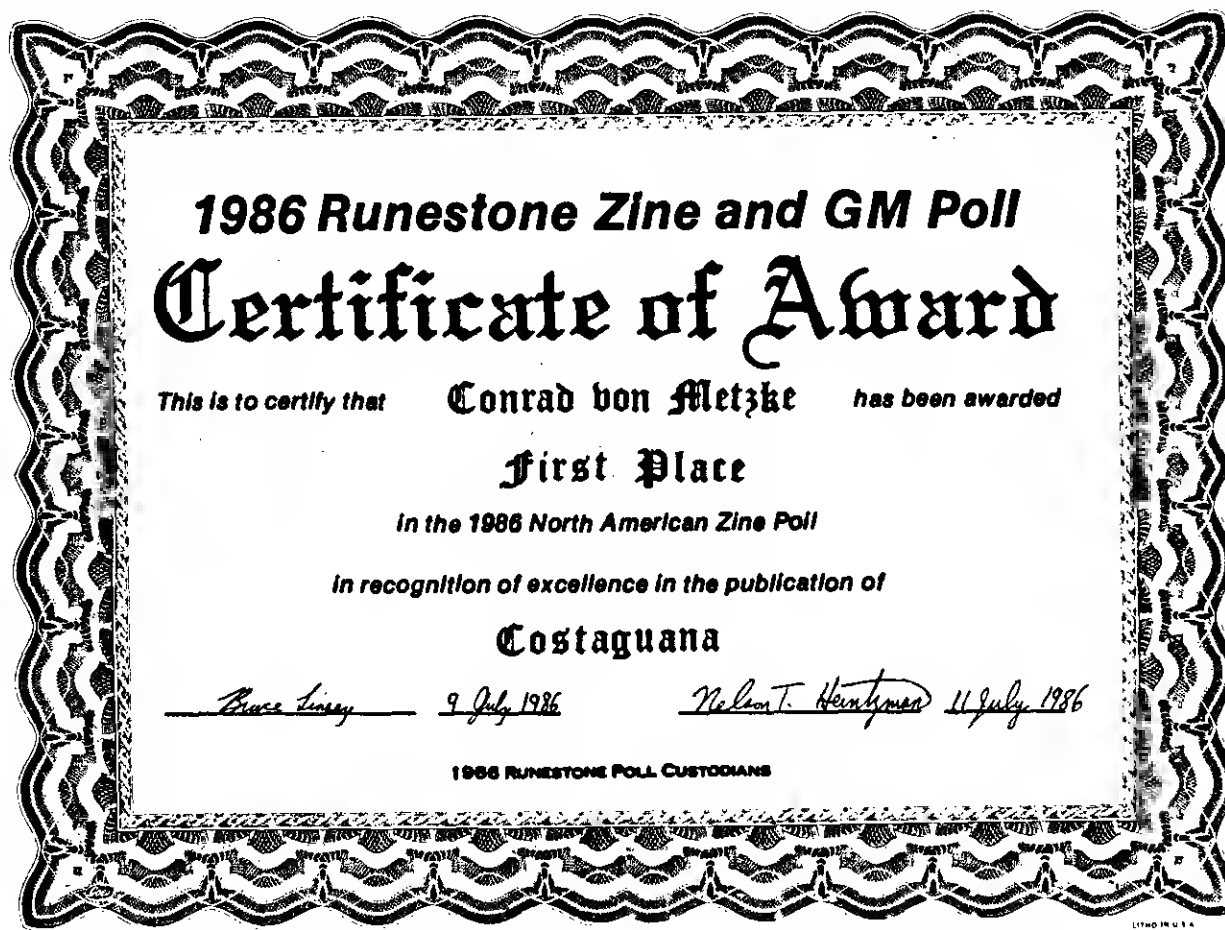 1986 Runestone Zine and GM Poll
Certificate of Award
This is to certify that Conrad von Metzke has been awarded
First Place
in the 1986 North American Zine Poll
in recognition of excellence in the publication of
Costaguana
Bruce Linsey 9 July 1986 Nelson T. Heintzman 11 July 1986
1986 RUNESTONE POLL CUSTODIANS
LITHO IN U S A